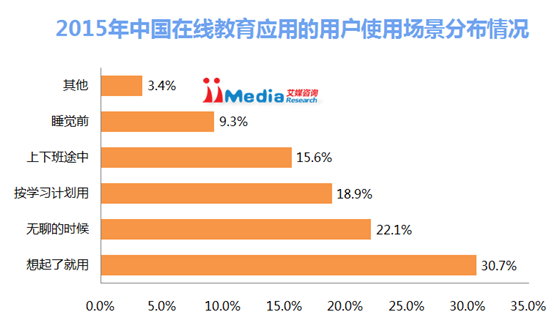 2015年中国在线教育应用的用户使用场景分布情况
其他 3.4%
iiMedia 艾媒咨询
Research
睡觉前 9.3%
上下班途中 15.6%
按学习计划用 18.9%
无聊的时候 22.1%
想起了就用 30.7%
0.0% 5.0% 10.0% 15.0% 20.0% 25.0% 30.0% 35.0%